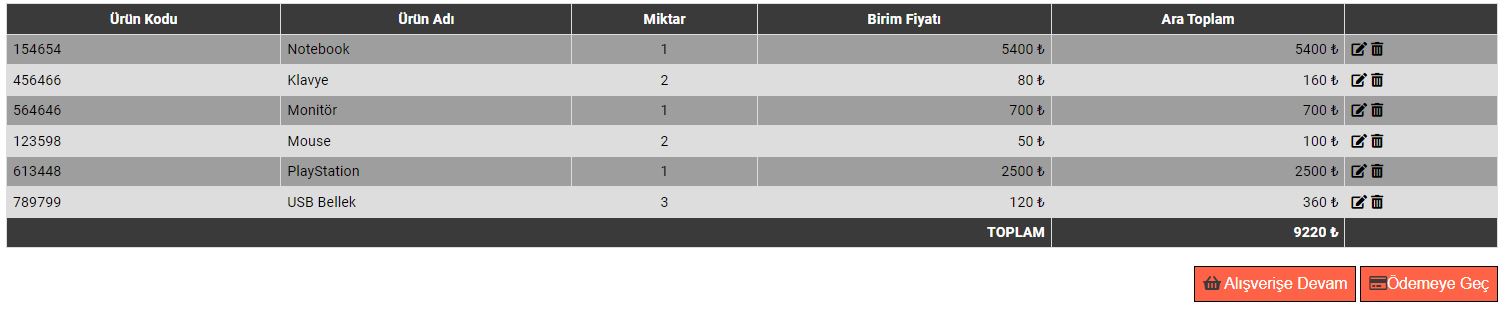 Ürün Kodu Ürün Adı Miktar Birim Fiyatı Ara Toplam
154654 Notebook 1 5400 ₺ 5400 ₺
456466 Klavye 2 80 ₺ 160 ₺
564646 Monitör 1 700 ₺ 700 ₺
123598 Mouse 2 50 ₺ 100 ₺
613448 PlayStation 1 2500 ₺ 2500 ₺
789799 USB Bellek 3 120 ₺ 360 ₺
TOPLAM 9220 ₺
Alışverişe Devam Ödemeye Geç